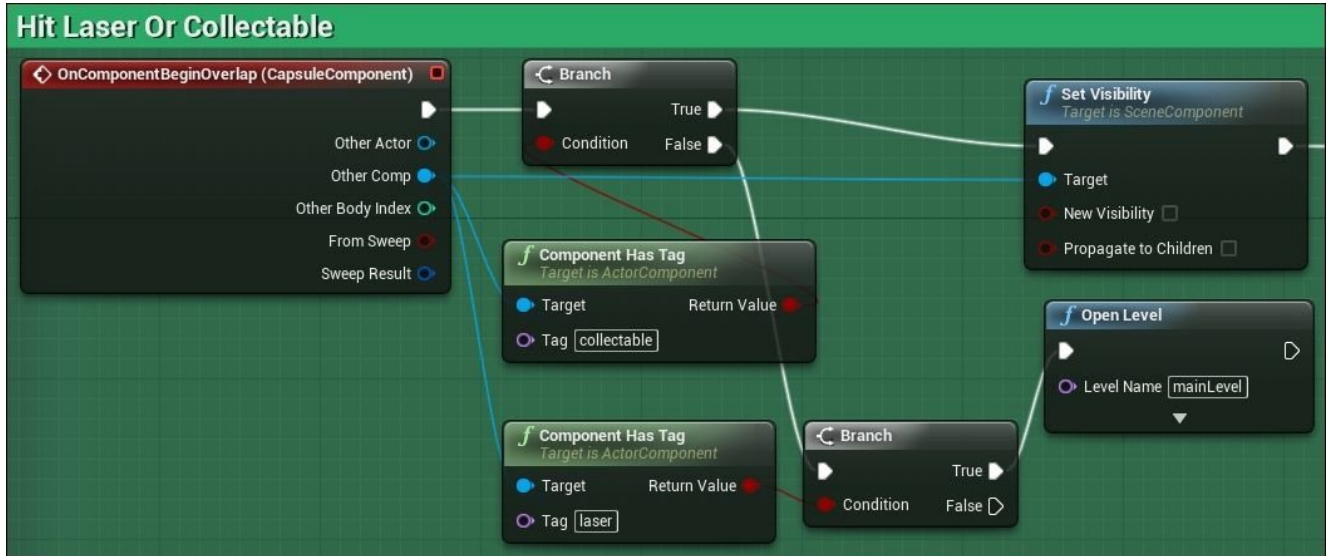 Hit Laser Or Collectable
OnComponentBeginOverlap (CapsuleComponent)
Other Actor
Other Comp
Other Body Index
From Sweep
Sweep Result
Branch
True
Condition
False
Set Visibility
Target is SceneComponent
Target
New Visibility
Propagate to Children
Component Has Tag
Target is ActorComponent
Target
Return Value
Tag collectable
Open Level
Level Name mainLevel
Component Has Tag
Target is ActorComponent
Target
Return Value
Tag laser
Branch
True
Condition
False